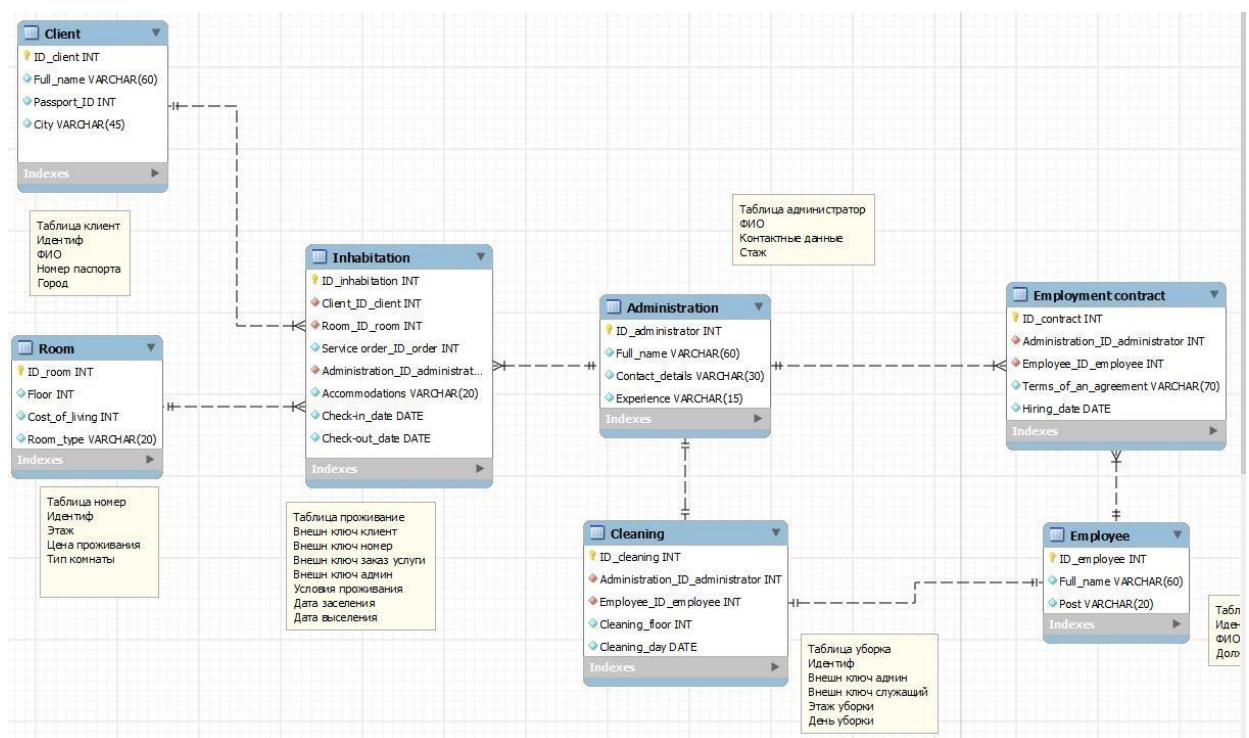 Client
ID_client INT
Full_name VARCHAR(60)
Passport_ID INT
City VARCHAR(45)
Indexes
Таблица клиент
Идентиф
ФИО
Номер паспорта
Город
Room
ID_room INT
Floor INT
Cost_of_living INT
Room_type VARCHAR(20)
Indexes
Таблица номер
Идентиф
Этаж
Цена проживания
Тип комнаты
Inhabitation
ID_inhabitation INT
Client_ID_client INT
Room_ID_room INT
Service order_ID_order INT
Administration_ID_administrat...
Accommodations VARCHAR(20)
Check-in_date DATE
Check-out_date DATE
Indexes
Таблица проживание
Внешн ключ клиент
Внешн ключ номер
Внешн ключ заказ услуги
Внешн ключ админ
Условия проживания
Дата заселения
Дата выселения
Таблица администратор
ФИО
Контактные данные
Стаж
Administration
ID_administrator INT
Full_name VARCHAR(60)
Contact_details VARCHAR(30)
Experience VARCHAR(15)
Indexes
Cleaning
ID_cleaning INT
Administration_ID_administrator INT
Employee_ID_employee INT
Cleaning_floor INT
Cleaning_day DATE
Indexes
Таблица уборка
Идентиф
Внешн ключ админ
Внешн ключ служащий
Этаж уборки
День уборки
Employment contract
ID_contract INT
Administration_ID_administrator INT
Employee_ID_employee INT
Terms_of_an_agreement VARCHAR(70)
Hiring_date DATE
Indexes
Employee
ID_employee INT
Full_name VARCHAR(60)
Post VARCHAR(20)
Indexes
ФИО